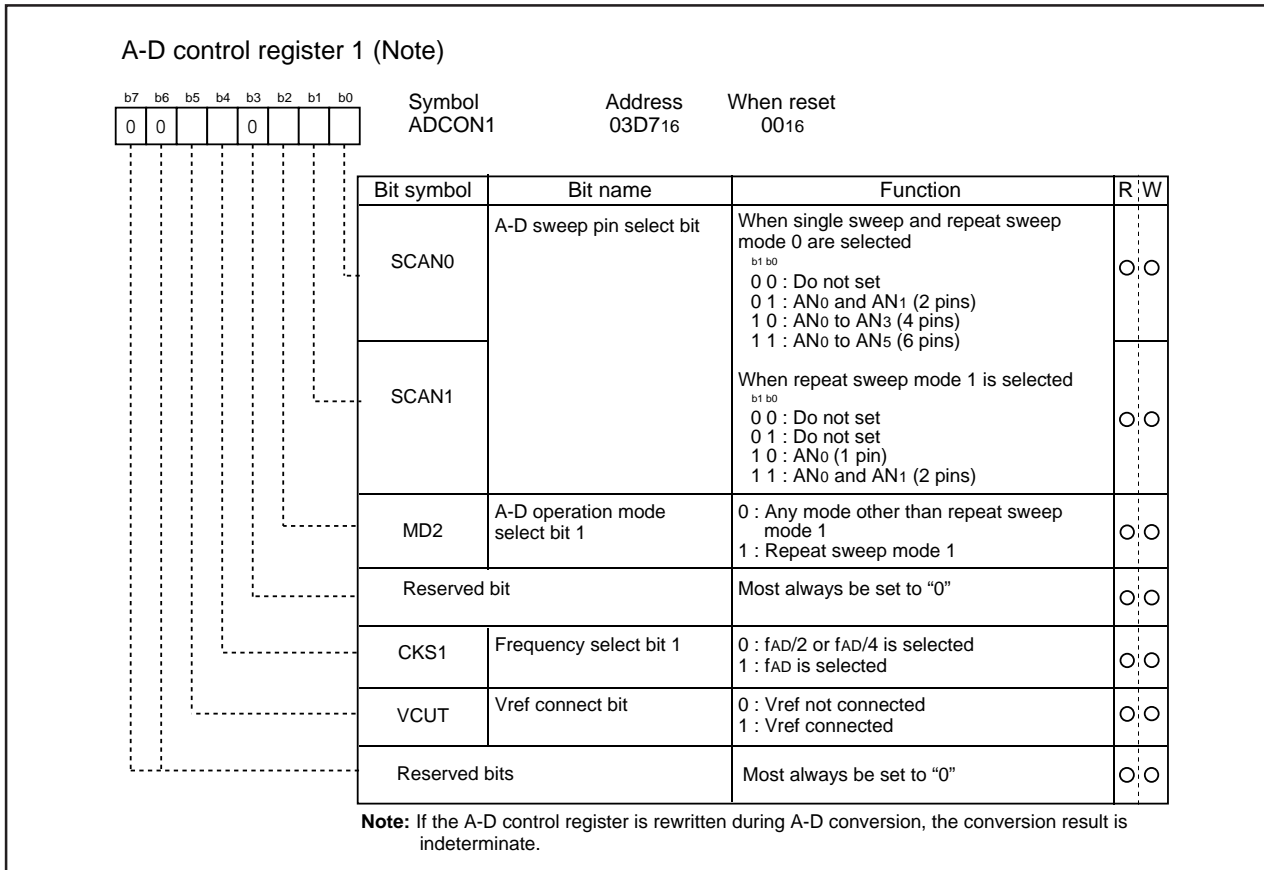 A-D control register 1 (Note)
b7 b6 b5 b4 b3 b2 b1 b0
0 0 0
Symbol Address When reset
ADCON1 03D716 0016
Bit symbol Bit name Function R W
SCAN0
A-D sweep pin select bit
When single sweep and repeat sweep
mode 0 are selected
b1 b0
0 0 : Do not set
0 1 : AN0 and AN1 (2 pins)
1 0 : AN0 to AN3 (4 pins)
1 1 : AN0 to AN5 (6 pins)
SCAN1
When repeat sweep mode 1 is selected
b1 b0
0 0 : Do not set
0 1 : Do not set
1 0 : AN0 (1 pin)
1 1 : AN0 and AN1 (2 pins)
MD2
A-D operation mode
select bit 1
0 : Any mode other than repeat sweep
mode 1
1 : Repeat sweep mode 1
Reserved bit
Most always be set to “0”
CKS1
Frequency select bit 1
0 : fAD/2 or fAD/4 is selected
1 : fAD is selected
VCUT
Vref connect bit
0 : Vref not connected
1 : Vref connected
Reserved bits
Most always be set to “0”
Note: If the A-D control register is rewritten during A-D conversion, the conversion result is
indeterminate.